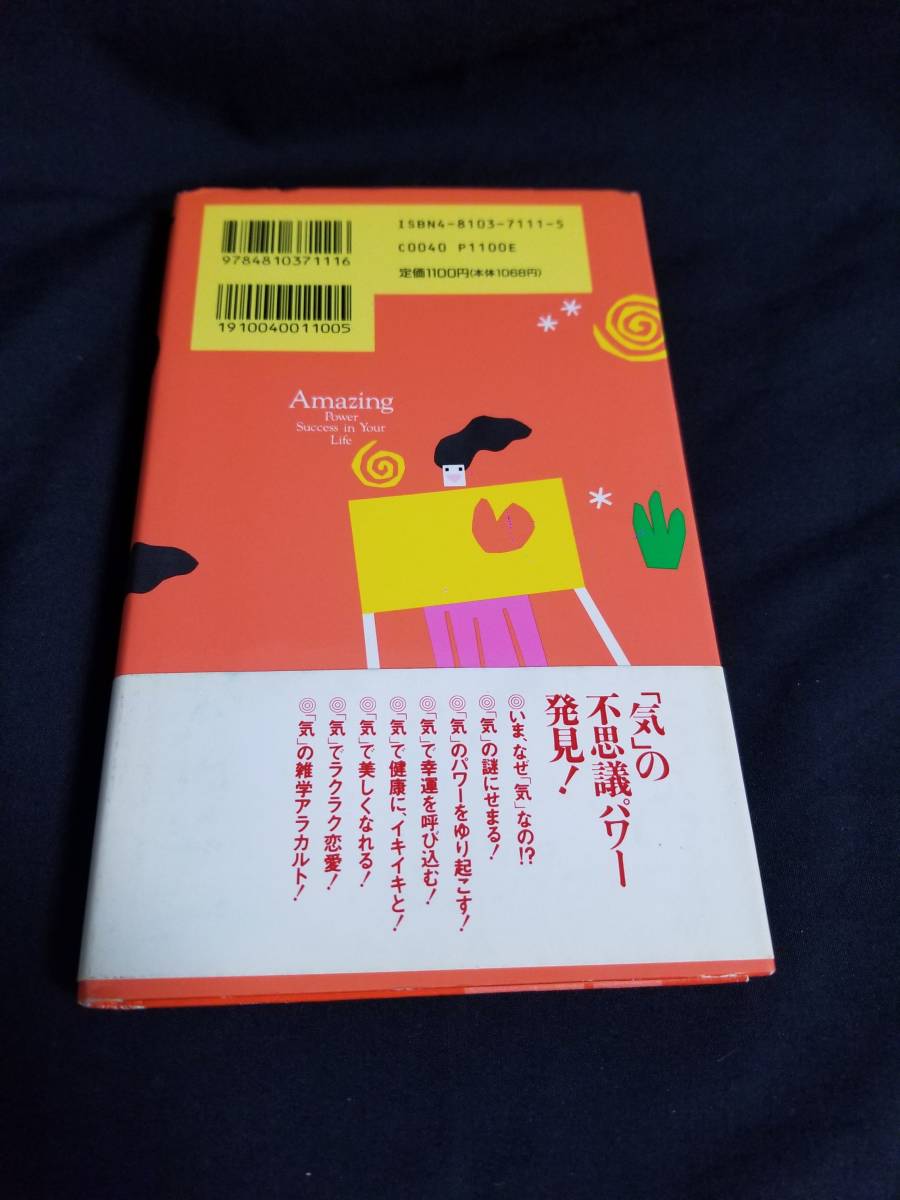 ISBN4-8103-7111-5
C0040 P1100E
定価1100円(本体1068円)
9784810371116
1910040011005
Amazing
Power
Success in Your
Life
「気」の
不思議パワー
発見!
◎いま、なぜ「気」なの!?
◎「気」の謎にせまる!
◎「気」のパワーをゆり起こす!
◎「気」で幸運を呼び込む!
◎「気」で健康に、イキイキと!
◎「気」で美しくなれる!
◎「気」でラクラク恋愛!
◎「気」の雑学アラカルト!